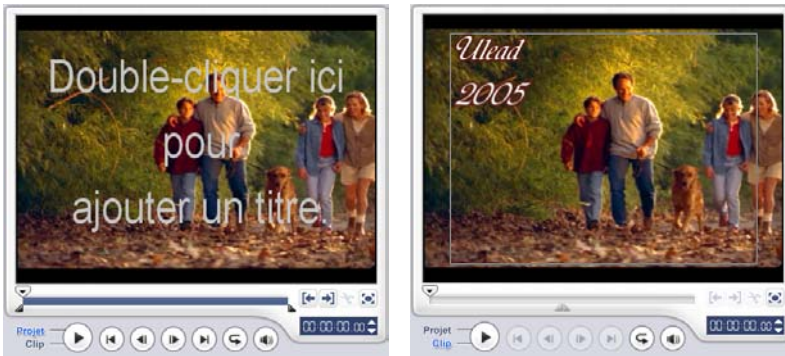 Double-cliquer ici
pour
ajouter un titre.
Projet
Clip
00:00:00.00
Ulead
2005
Projet
Clip
00:00:00.00